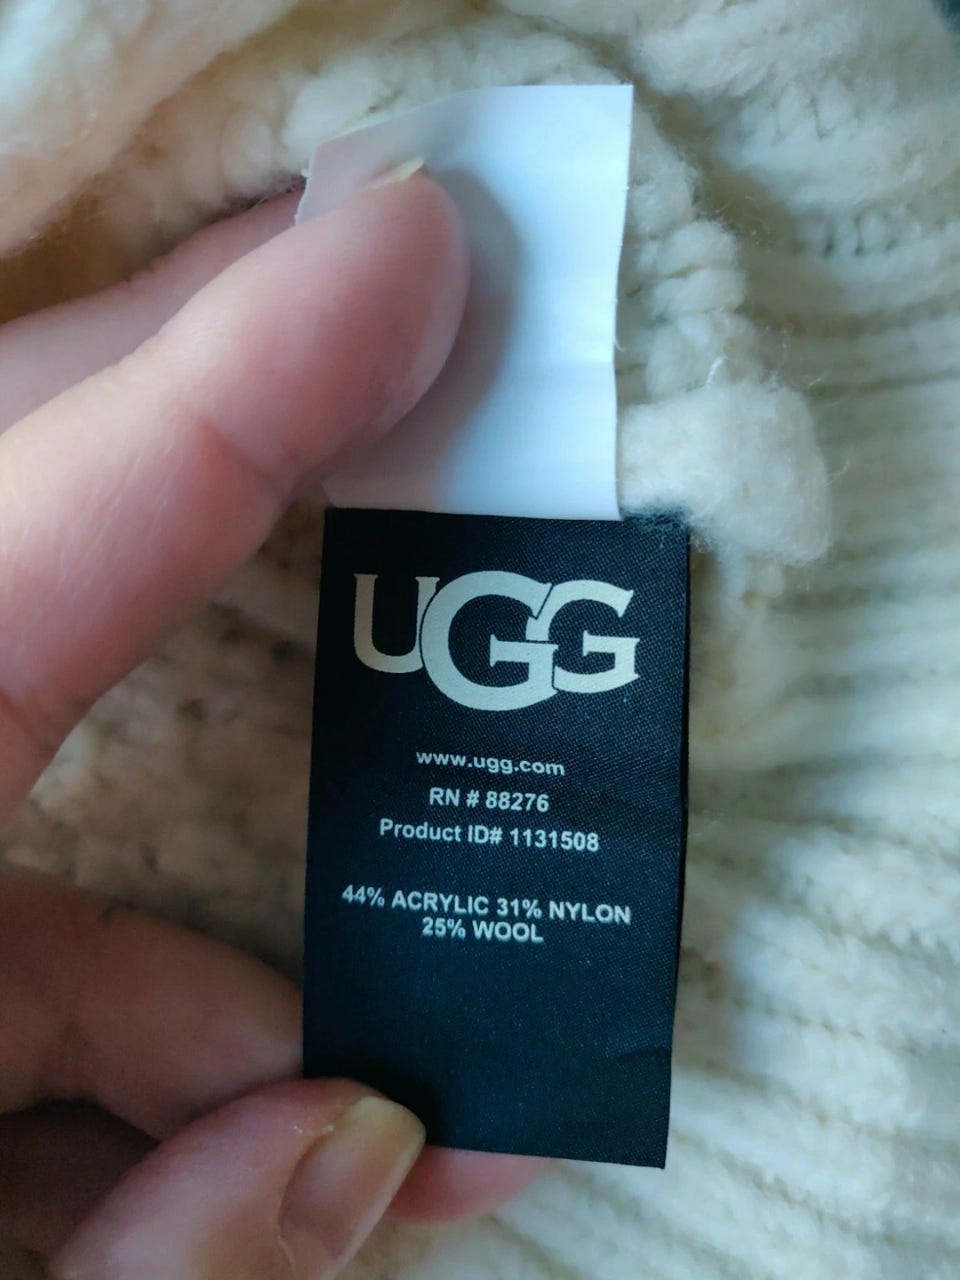 UGG
www.ugg.com
RN # 88276
Product ID# 1131508
44% ACRYLIC 31% NYLON
25% WOOL